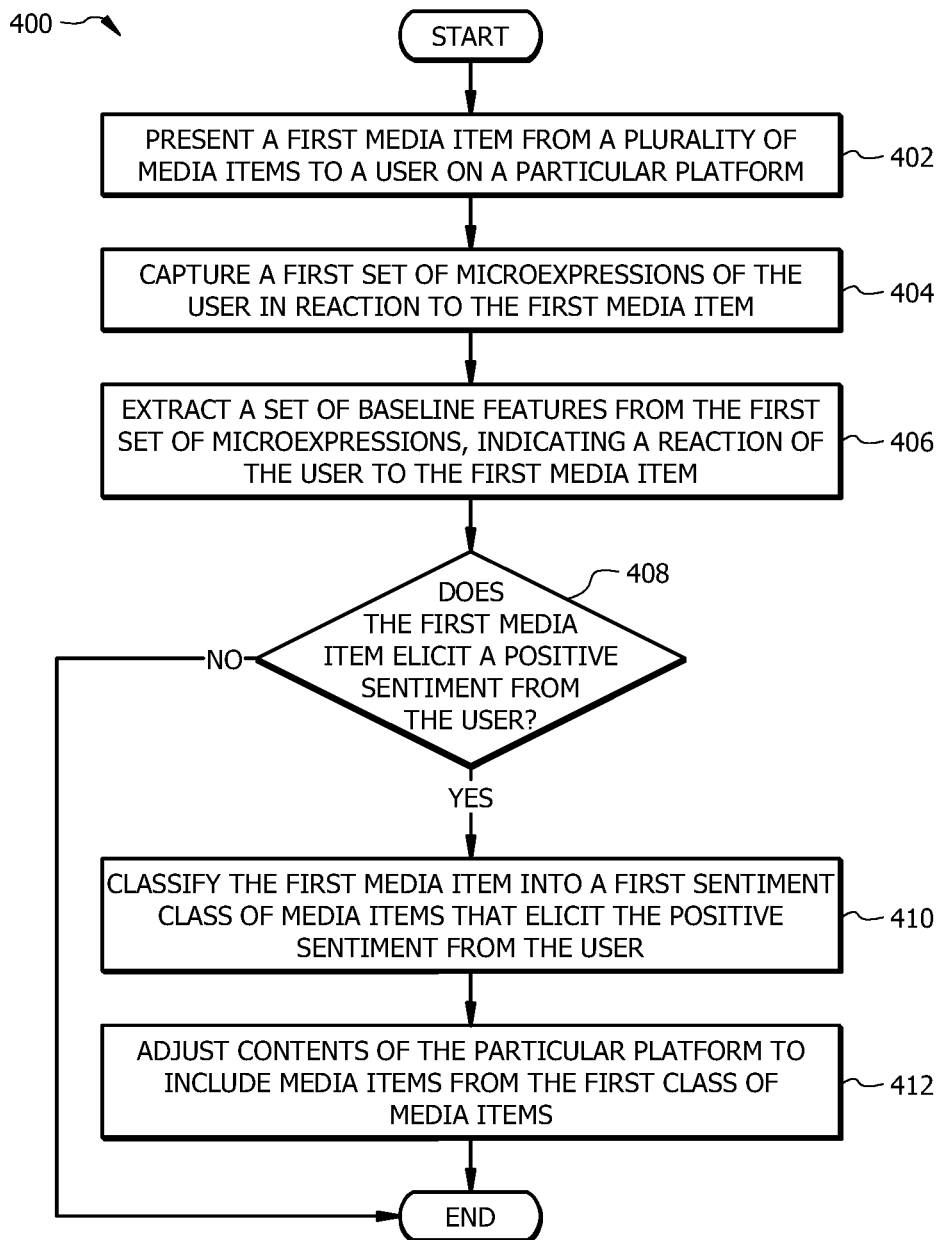 400
START
PRESENT A FIRST MEDIA ITEM FROM A PLURALITY OF
MEDIA ITEMS TO A USER ON A PARTICULAR PLATFORM
402
CAPTURE A FIRST SET OF MICROEXPRESSIONS OF THE
USER IN REACTION TO THE FIRST MEDIA ITEM
404
EXTRACT A SET OF BASELINE FEATURES FROM THE FIRST
SET OF MICROEXPRESSIONS, INDICATING A REACTION OF
THE USER TO THE FIRST MEDIA ITEM
406
408
DOES
THE FIRST MEDIA
ITEM ELICIT A POSITIVE
SENTIMENT FROM
THE USER?
NO
YES
CLASSIFY THE FIRST MEDIA ITEM INTO A FIRST SENTIMENT
CLASS OF MEDIA ITEMS THAT ELICIT THE POSITIVE
SENTIMENT FROM THE USER
410
ADJUST CONTENTS OF THE PARTICULAR PLATFORM TO
INCLUDE MEDIA ITEMS FROM THE FIRST CLASS OF
MEDIA ITEMS
412
END